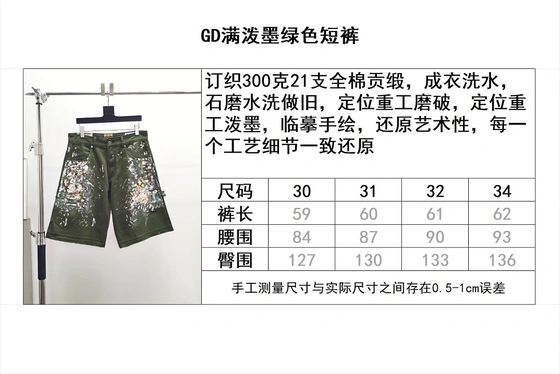 GD满泼墨绿色短裤
订织300克21支全棉贡缎，成衣洗水，
石磨水洗做旧，定位重工磨破，定位重
工泼墨，临摹手绘，还原艺术性，每一
个工艺细节一致还原
尺码 30 31 32 34
裤长 59 60 61 62
腰围 84 87 90 93
臀围 127 130 133 136
手工测量尺寸与实际尺寸之间存在0.5-1cm误差